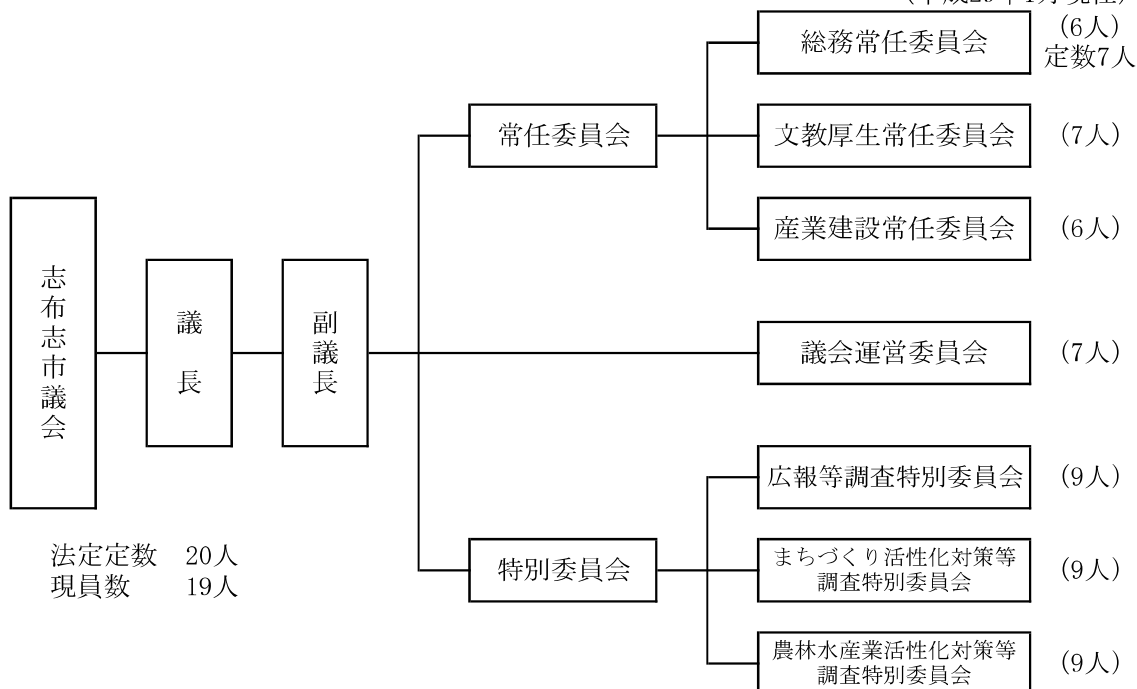 総務常任委員会
(6人)
定数7人
常任委員会
文教厚生常任委員会
(7人)
産業建設常任委員会
(6人)
志布志市議会
議長
副議長
議会運営委員会
(7人)
広報等調査特別委員会
(9人)
法定定数 20人
現員数 19人
特別委員会
まちづくり活性化対策等
調査特別委員会
(9人)
農林水産業活性化対策等
調査特別委員会
(9人)